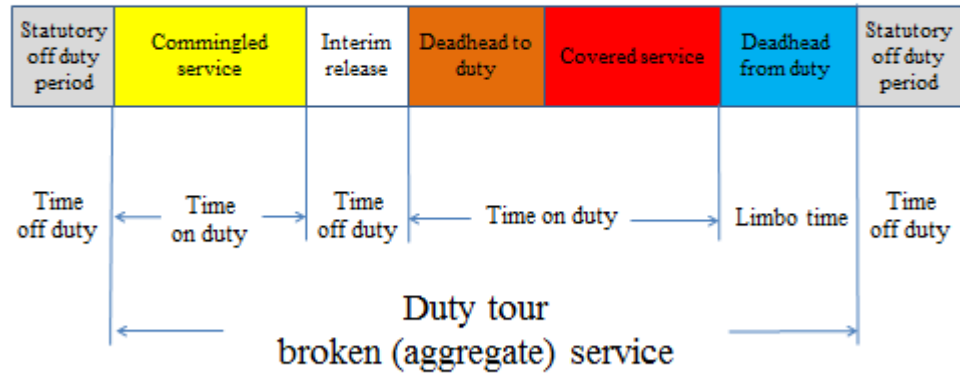 Statutory
off duty
period
Commingled
service
Interim
release
Deadhead to
duty
Covered service
Deadhead
from duty
Statutory
off duty
period
Time
off duty
Time
on duty
Time
off duty
Time on duty
Limbo time
Time
off duty
Duty tour
broken (aggregate) service